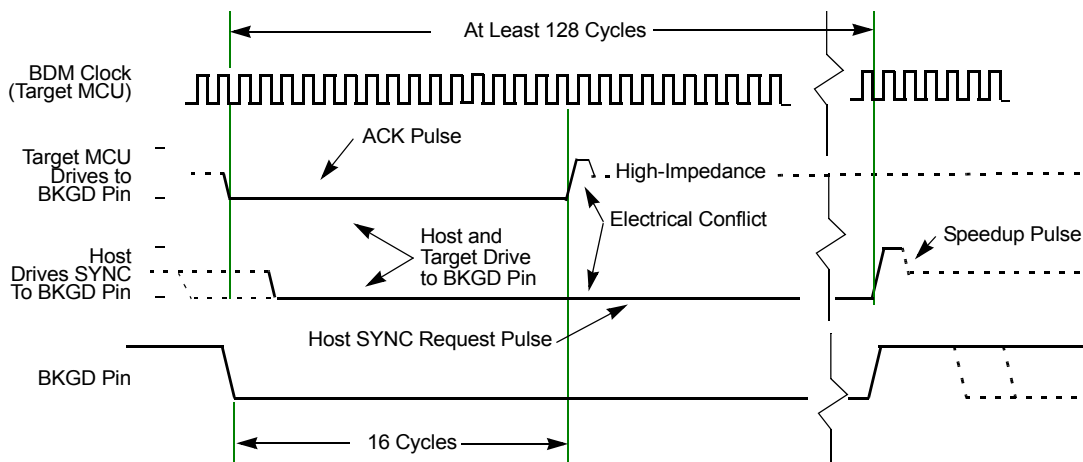 At Least 128 Cycles
BDM Clock
(Target MCU)
ACK Pulse
Target MCU
Drives to
BKGD Pin
High-Impedance
Electrical Conflict
Host and
Target Drive
to BKGD Pin
Speedup Pulse
Host
Drives SYNC
To BKGD Pin
Host SYNC Request Pulse
BKGD Pin
16 Cycles